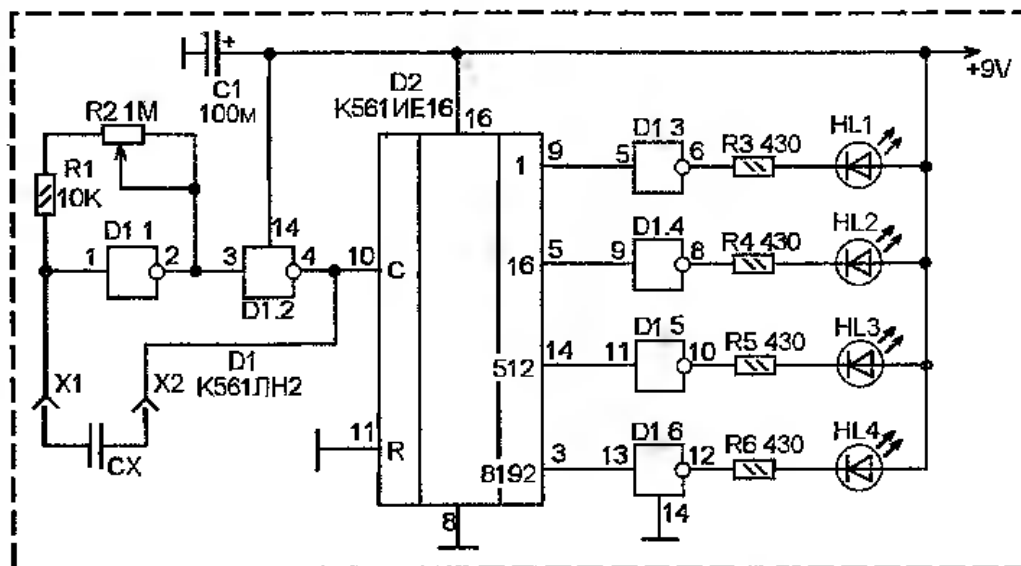 +
+9V
C1
100м
D2
К561ИЕ16
16
R2 1М
R1
10К
D1 1
1
2
14
3
4
D1.2
10
С
D1
К561ЛН2
X1
X2
CX
11
R
8
1
9
5
D1 3
6
R3 430
HL1
16
5
9
D1.4
8
R4 430
HL2
512
14
11
D1 5
10
R5 430
HL3
8192
3
13
D1 6
12
R6 430
HL4
14